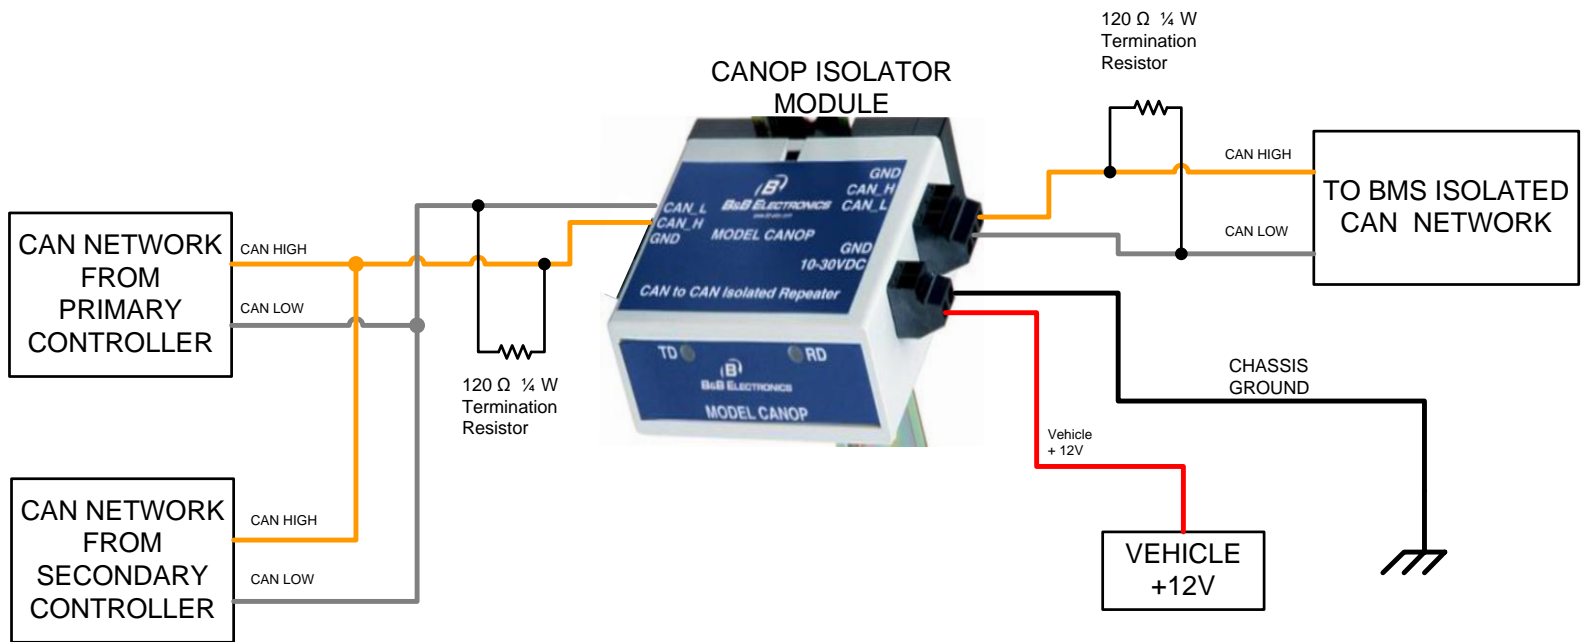 120 Ω ¼ W
Termination
Resistor
CANOP ISOLATOR
MODULE
GND
CAN_H
CAN_L
B
B&B ELECTRONICS
CAN_L
CAN_H
GND
MODEL CANOP
GND
10-30VDC
CAN to CAN Isolated Repeater
TD
RD
B
B&B ELECTRONICS
MODEL CANOP
CAN HIGH
CAN LOW
TO BMS ISOLATED
CAN NETWORK
CAN NETWORK
FROM
PRIMARY
CONTROLLER
CAN HIGH
CAN LOW
120 Ω ¼ W
Termination
Resistor
CHASSIS
GROUND
Vehicle
+ 12V
CAN NETWORK
FROM
SECONDARY
CONTROLLER
CAN HIGH
CAN LOW
VEHICLE
+12V